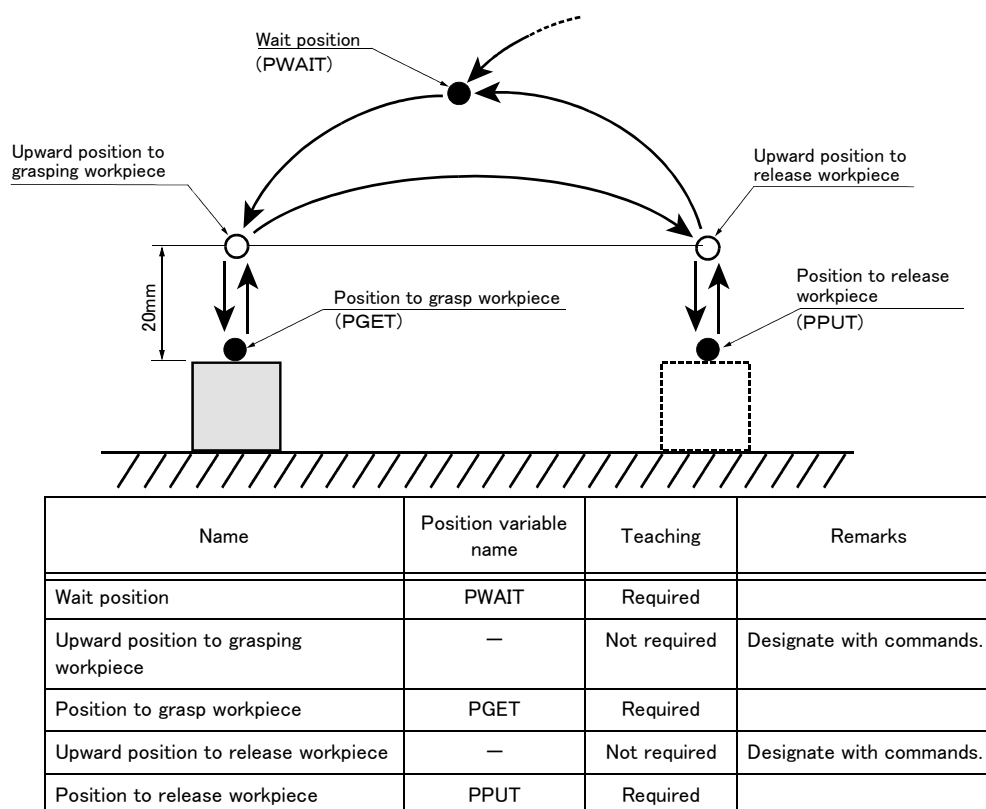 Wait position
(PWAIT)
Upward position to
grasping workpiece
Upward position to
release workpiece
20mm
Position to grasp workpiece
(PGET)
Position to release
workpiece
(PPUT)
Name
Position variable
name
Teaching
Remarks
Wait position
PWAIT
Required
Upward position to grasping
workpiece
−
Not required
Designate with commands.
Position to grasp workpiece
PGET
Required
Upward position to release workpiece
−
Not required
Designate with commands.
Position to release workpiece
PPUT
Required